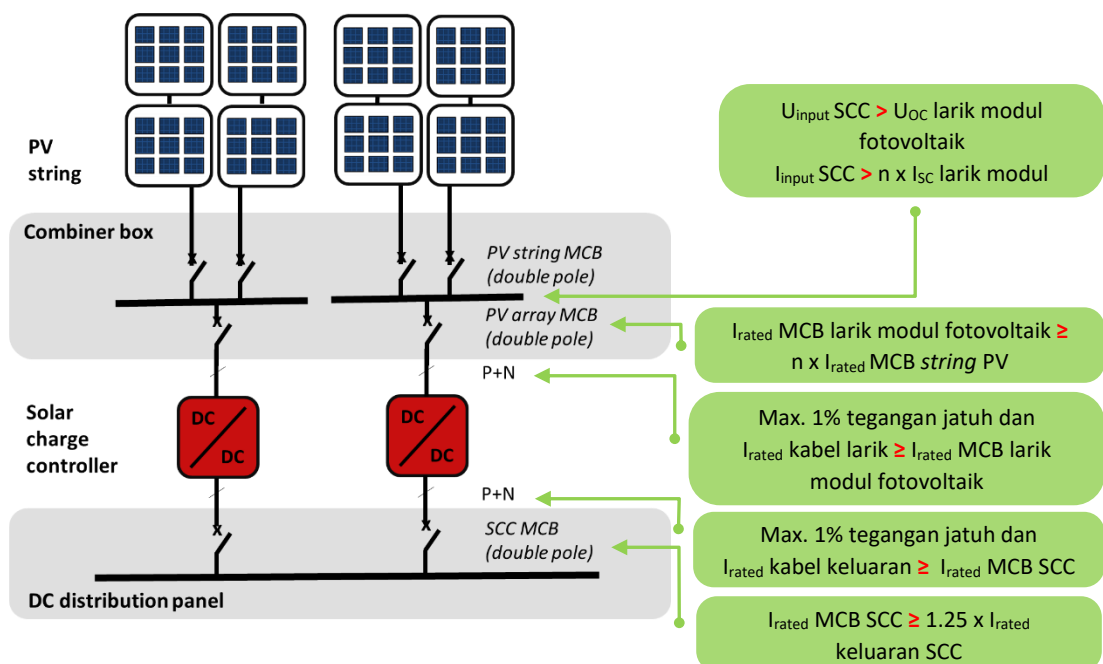 PV
string
Combiner box
PV string MCB
(double pole)
PV array MCB
(double pole)
P+N
Solar
charge
controller
DC
DC
DC
DC
P+N
SCC MCB
(double pole)
DC distribution panel
Uinput SCC > UOC larik modul
fotovoltaik
Iinput SCC > n x ISC larik modul
Irated MCB larik modul fotovoltaik ≥
n x Irated MCB string PV
Max. 1% tegangan jatuh dan
Irated kabel larik ≥ Irated MCB larik
modul fotovoltaik
Max. 1% tegangan jatuh dan
Irated kabel keluaran ≥ Irated MCB SCC
Irated MCB SCC ≥ 1.25 x Irated
keluaran SCC